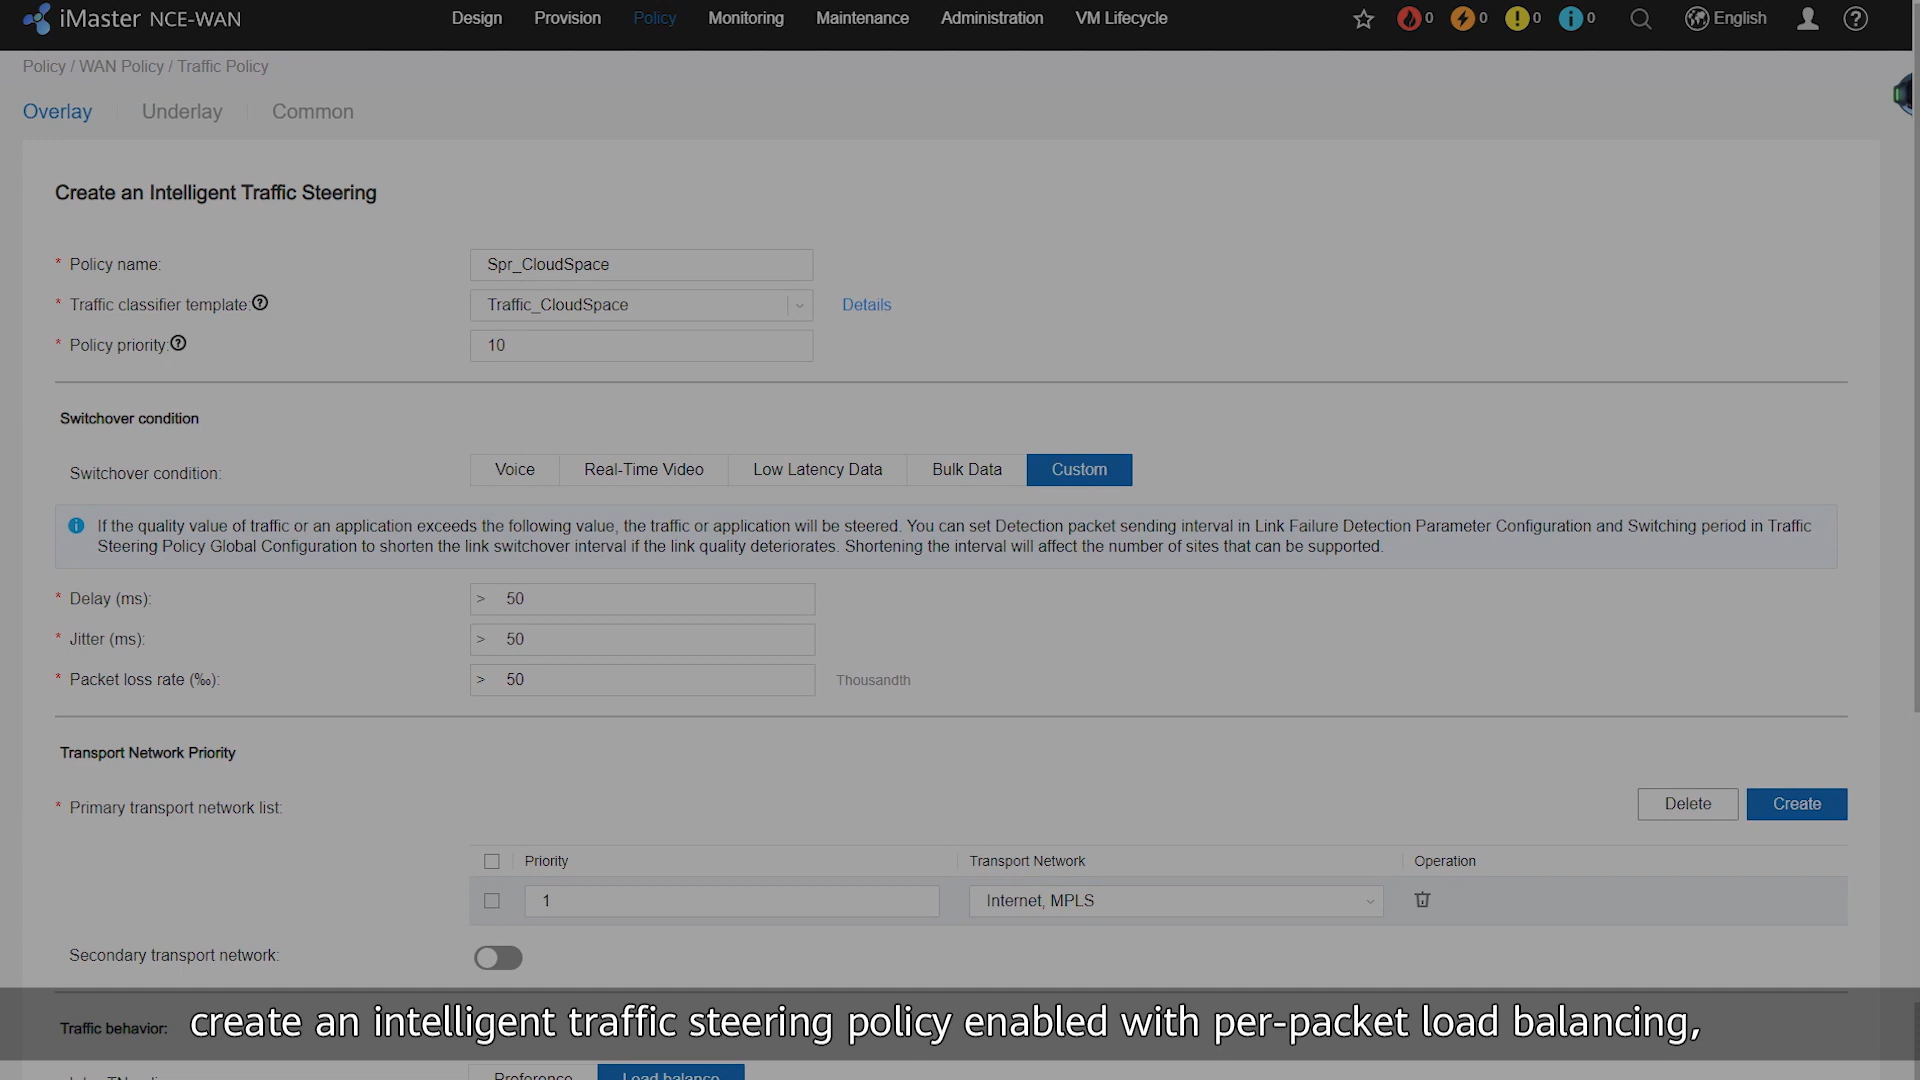 iMaster NCE-WAN
Design Provision Policy Monitoring Maintenance Administration VM Lifecycle
0 0 0 0 English
Policy / WAN Policy / Traffic Policy
Overlay Underlay Common
Create an Intelligent Traffic Steering
* Policy name: Spr_CloudSpace
* Traffic classifier template: Traffic_CloudSpace Details
* Policy priority: 10
Switchover condition
Switchover condition: Voice Real-Time Video Low Latency Data Bulk Data Custom
If the quality value of traffic or an application exceeds the following value, the traffic or application will be steered. You can set Detection packet sending interval in Link Failure Detection Parameter Configuration and Switching period in Traffic
Steering Policy Global Configuration to shorten the link switchover interval if the link quality deteriorates. Shortening the interval will affect the number of sites that can be supported.
* Delay (ms): > 50
* Jitter (ms): > 50
* Packet loss rate (‰): > 50 Thousandth
Transport Network Priority
* Primary transport network list: Delete Create
Priority Transport Network Operation
1 Internet, MPLS
Secondary transport network:
Traffic behavior:
create an intelligent traffic steering policy enabled with per-packet load balancing,
Preference Load balance